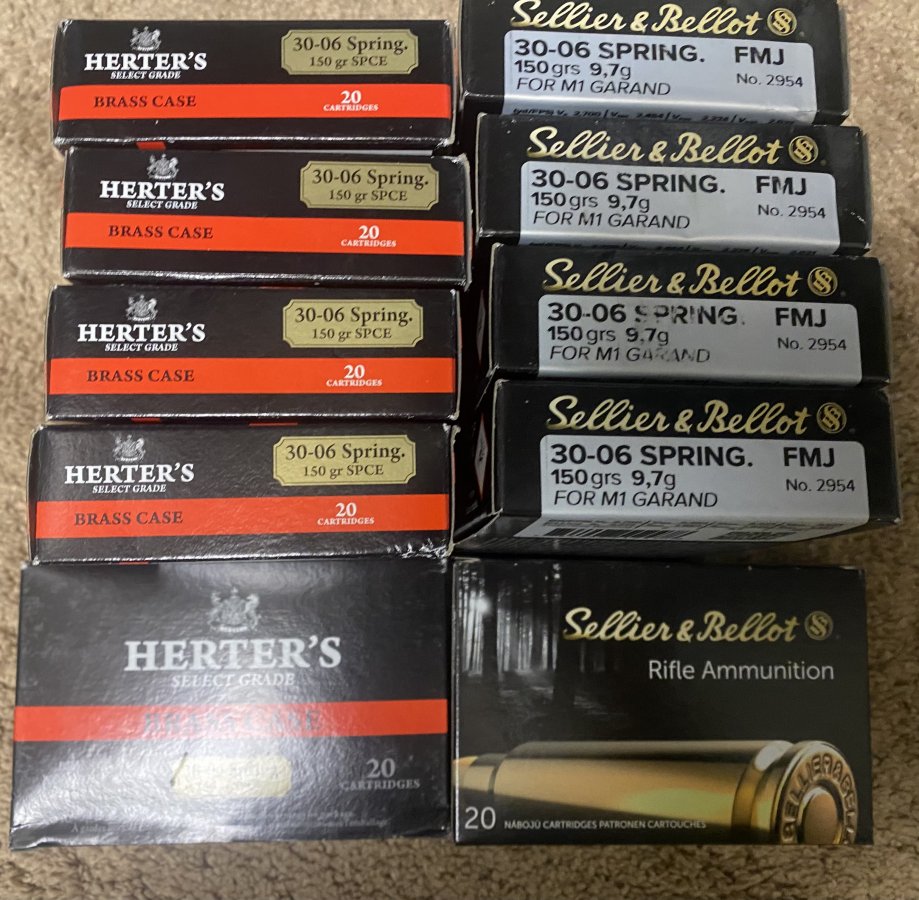 HERTER'S
SELECT GRADE
30-06 Spring.
150 gr SPCE
BRASS CASE
20
CARTRIDGES
HERTER'S
SELECT GRADE
30-06 Spring.
150 gr SPCE
BRASS CASE
20
CARTRIDGES
HERTER'S
SELECT GRADE
30-06 Spring.
150 gr SPCE
BRASS CASE
20
CARTRIDGES
HERTER'S
SELECT GRADE
30-06 Spring.
150 gr SPCE
BRASS CASE
20
CARTRIDGES
HERTER'S
SELECT GRADE
BRASS CASE
20
CARTRIDGES
Sellier & Bellot
30-06 SPRING. FMJ
150 grs 9,7g No. 2954
FOR M1 GARAND
Sellier & Bellot
30-06 SPRING. FMJ
150 grs 9,7g No. 2954
FOR M1 GARAND
Sellier & Bellot
30-06 SPRING. FMJ
150 grs 9,7g No. 2954
FOR M1 GARAND
Sellier & Bellot
30-06 SPRING. FMJ
150 grs 9,7g No. 2954
FOR M1 GARAND
Sellier & Bellot
Rifle Ammunition
20 NÁBOJŮ CARTRIDGES PATRONEN CARTOUCHES